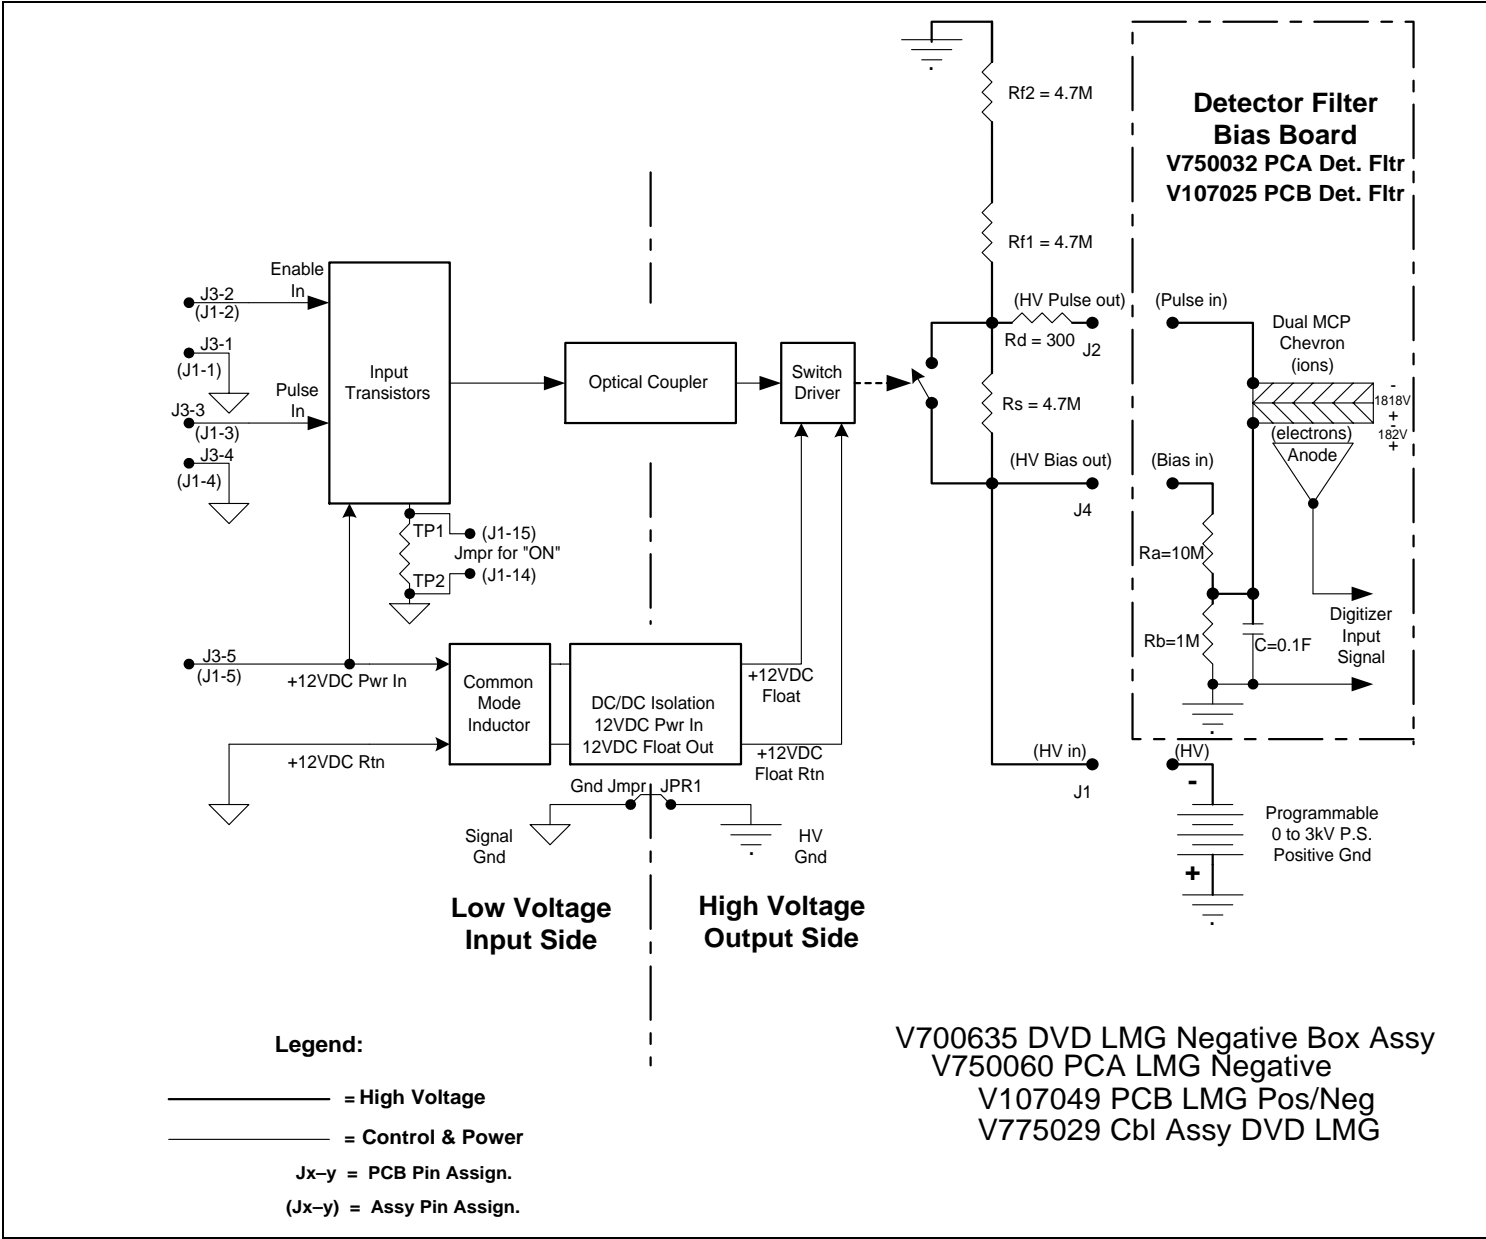 Rf2 = 4.7M
Detector Filter
Bias Board
V750032 PCA Det. Fltr
V107025 PCB Det. Fltr
Rf1 = 4.7M
Enable
In
J3-2
(J1-2)
J3-1
(J1-1)
Pulse
In
J3-3
(J1-3)
J3-4
(J1-4)
Input
Transistors
Optical Coupler
Switch
Driver
(HV Pulse out)
Rd = 300
J2
Rs = 4.7M
(HV Bias out)
J4
(Pulse in)
Dual MCP
Chevron
(ions)
-
1818V
+
-
182V
+
(electrons)
Anode
(Bias in)
Ra=10M
Rb=1M
C=0.1F
Digitizer
Input
Signal
TP1
(J1-15)
Jmpr for "ON"
TP2
(J1-14)
J3-5
(J1-5)
+12VDC Pwr In
+12VDC Rtn
Common
Mode
Inductor
DC/DC Isolation
12VDC Pwr In
12VDC Float Out
+12VDC
Float
+12VDC
Float Rtn
(HV in)
J1
(HV)
-
+
Programmable
0 to 3kV P.S.
Positive Gnd
Gnd Jmpr
JPR1
Signal
Gnd
HV
Gnd
Low Voltage
Input Side
High Voltage
Output Side
Legend:
= High Voltage
= Control & Power
Jx–y = PCB Pin Assign.
(Jx–y) = Assy Pin Assign.
V700635 DVD LMG Negative Box Assy
V750060 PCA LMG Negative
V107049 PCB LMG Pos/Neg
V775029 Cbl Assy DVD LMG